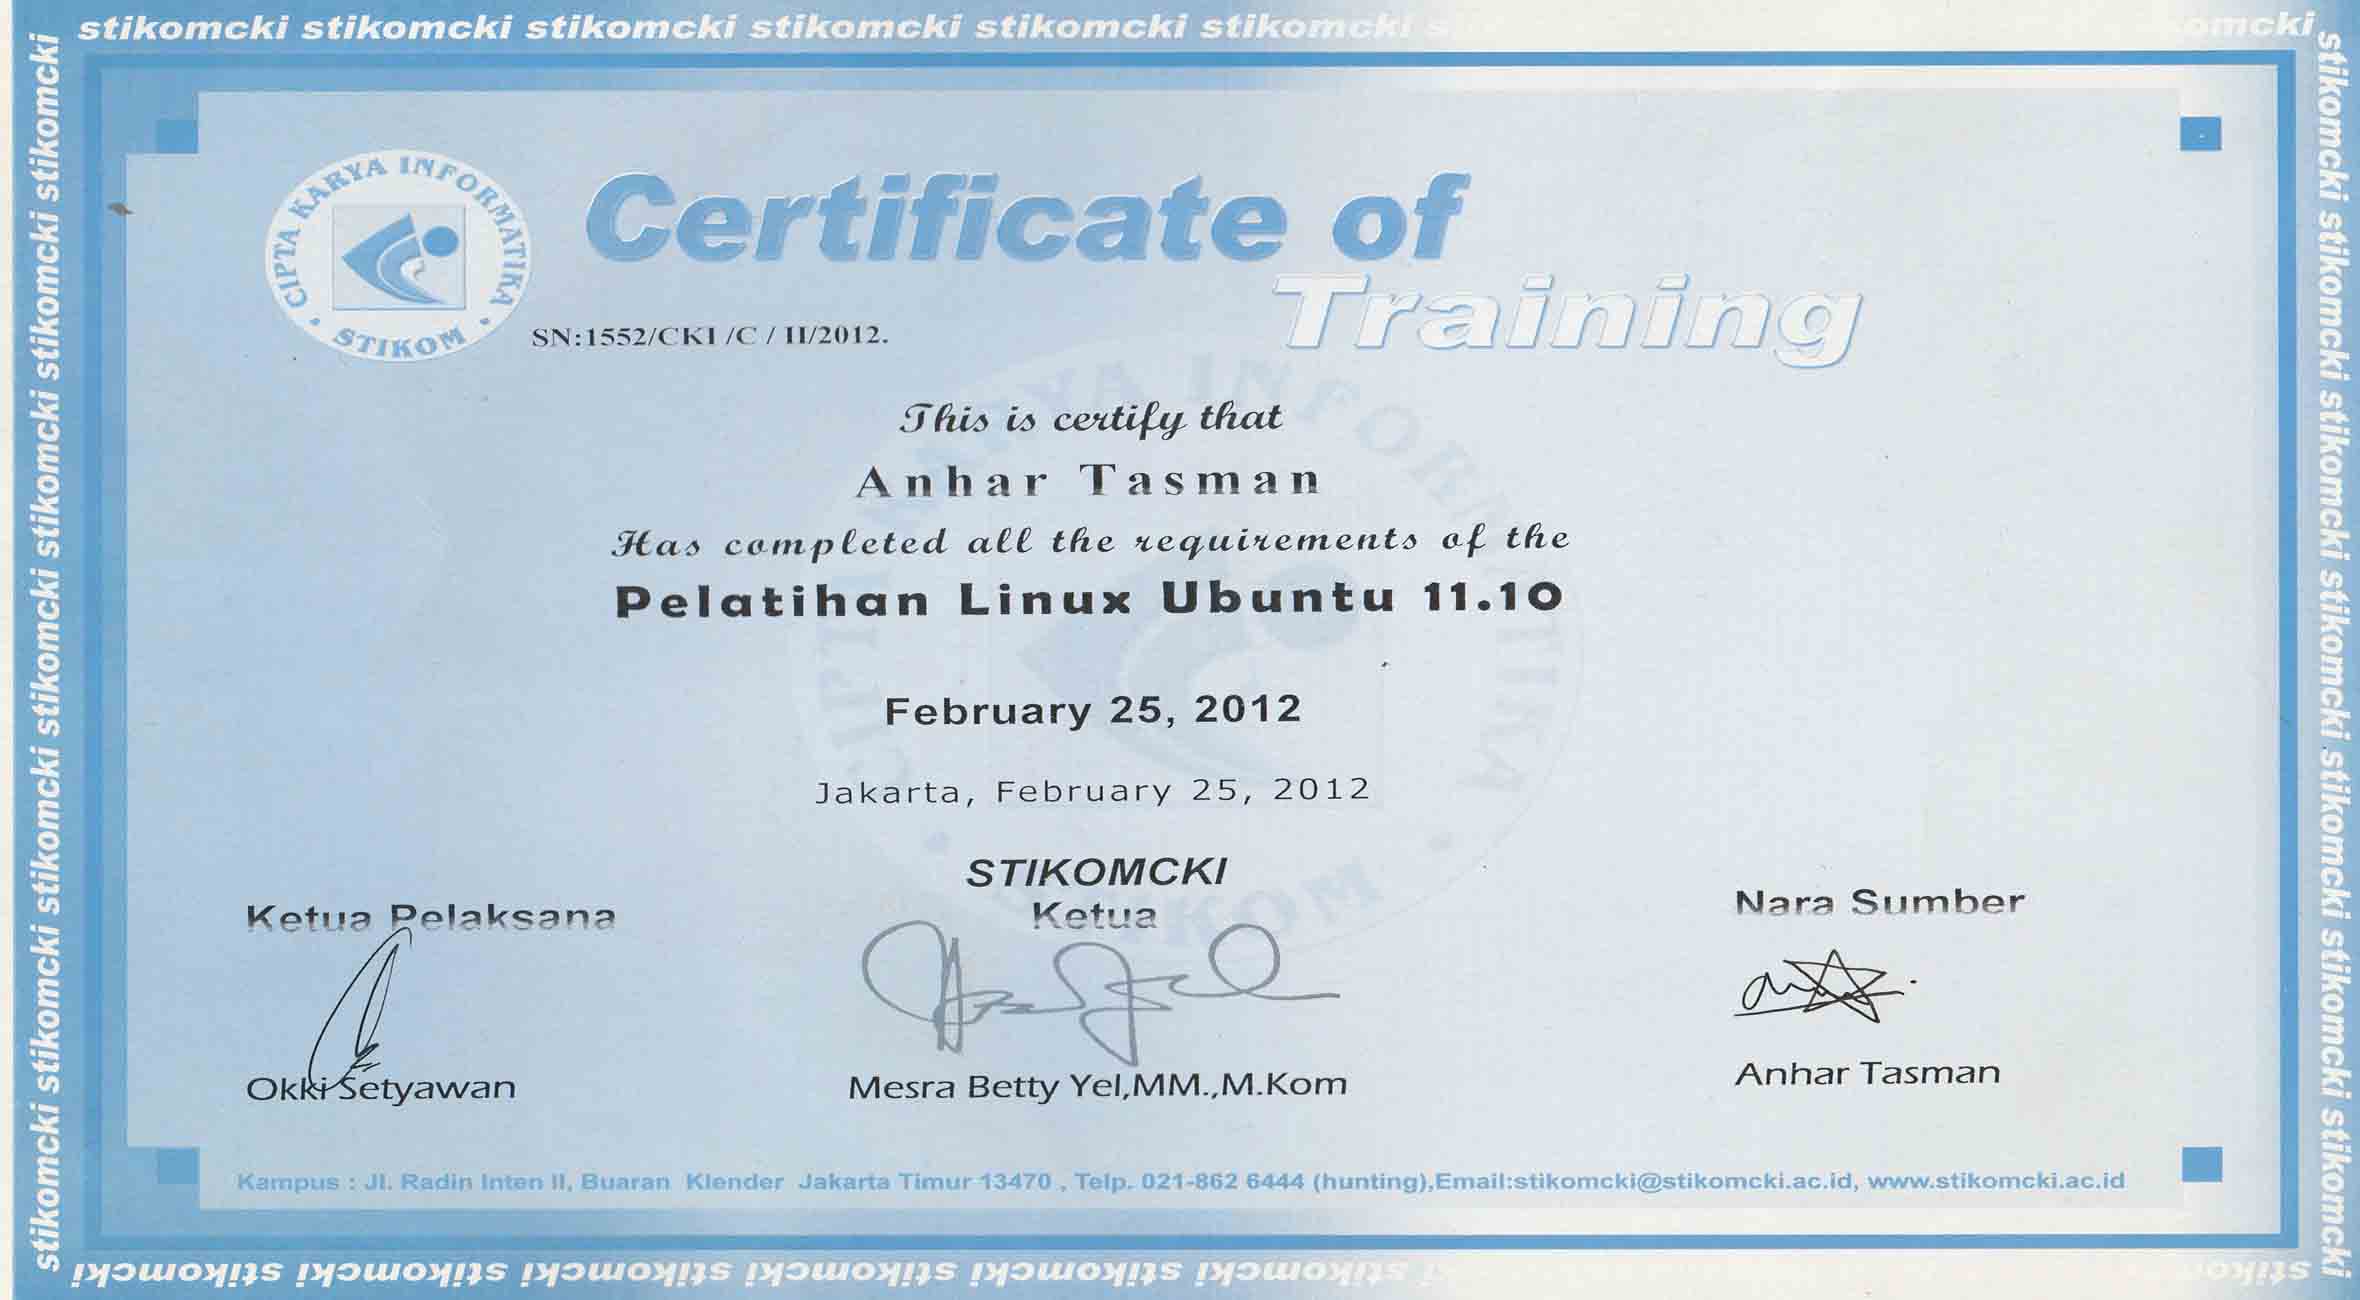 stikomcki stikomcki stikomcki stikomcki stikomcki stikomcki
CIPTA KARYA INFORMATIKA
STIKOM
Certificate of
Training
SN:1552/CKI /C / II/2012.
This is certify that
Anhar Tasman
Has completed all the requirements of the
Pelatihan Linux Ubuntu 11.10
February 25, 2012
Jakarta, February 25, 2012
STIKOMCKI
Ketua Pelaksana
Ketua
Nara Sumber
Okki Setyawan
Mesra Betty Yel,MM.,M.Kom
Anhar Tasman
Kampus : Jl. Radin Inten II, Buaran Klender Jakarta Timur 13470 , Telp. 021-862 6444 (hunting),Email:stikomcki@stikomcki.ac.id, www.stikomcki.ac.id
stikomcki stikomcki stikomcki stikomcki stikomcki stikomcki
stikomcki stikomcki stikomcki stikomcki stikomcki stikomcki stikomcki
stikomcki stikomcki stikomcki stikomcki stikomcki stikomcki stikomcki